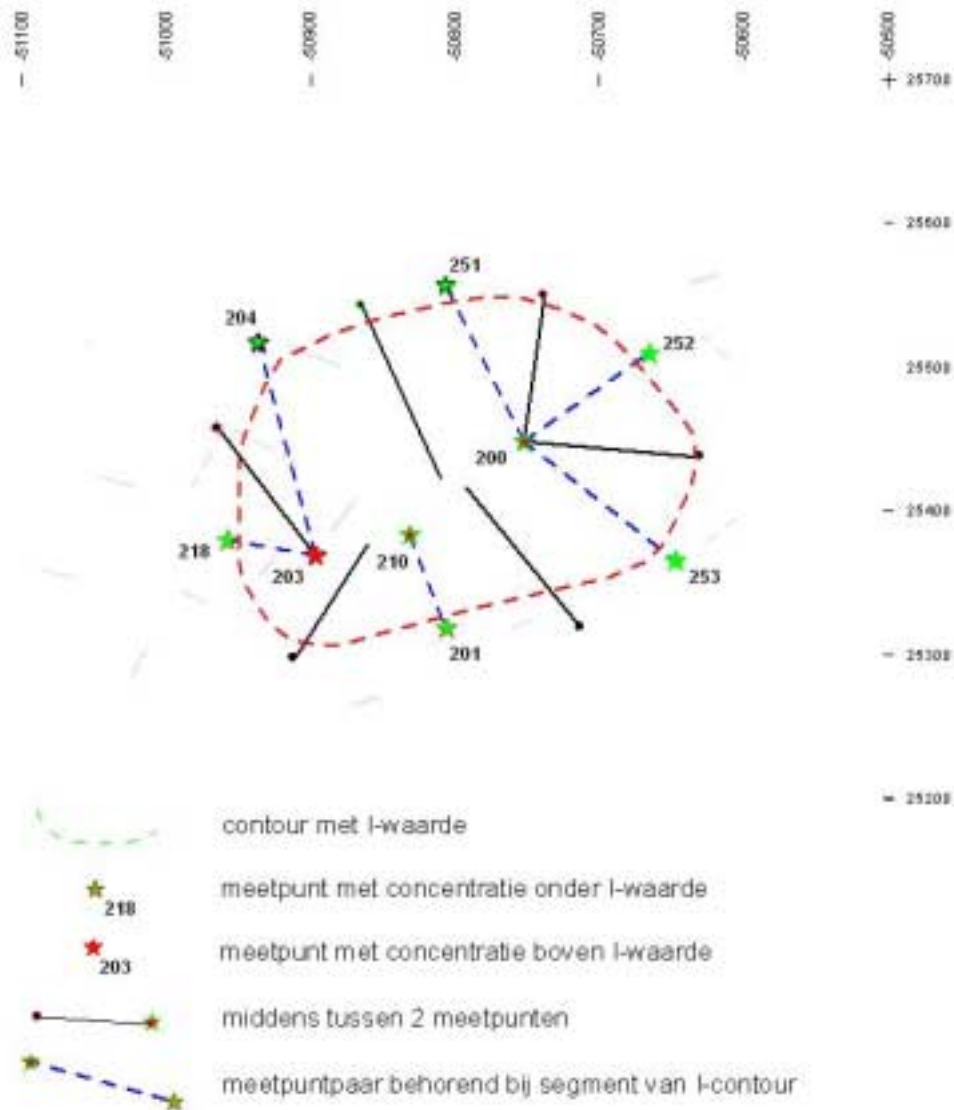 -51100 -51000 -50900 -50800 -50700 -50600 -50500
25700
25600
251
204
252
25500
200
25400
210
218
203
253
201
25300
25200
contour met I-waarde
meetpunt met concentratie onder I-waarde
218
meetpunt met concentratie boven I-waarde
203
middens tussen 2 meetpunten
meetpuntpaar behorend bij segment van I-contour